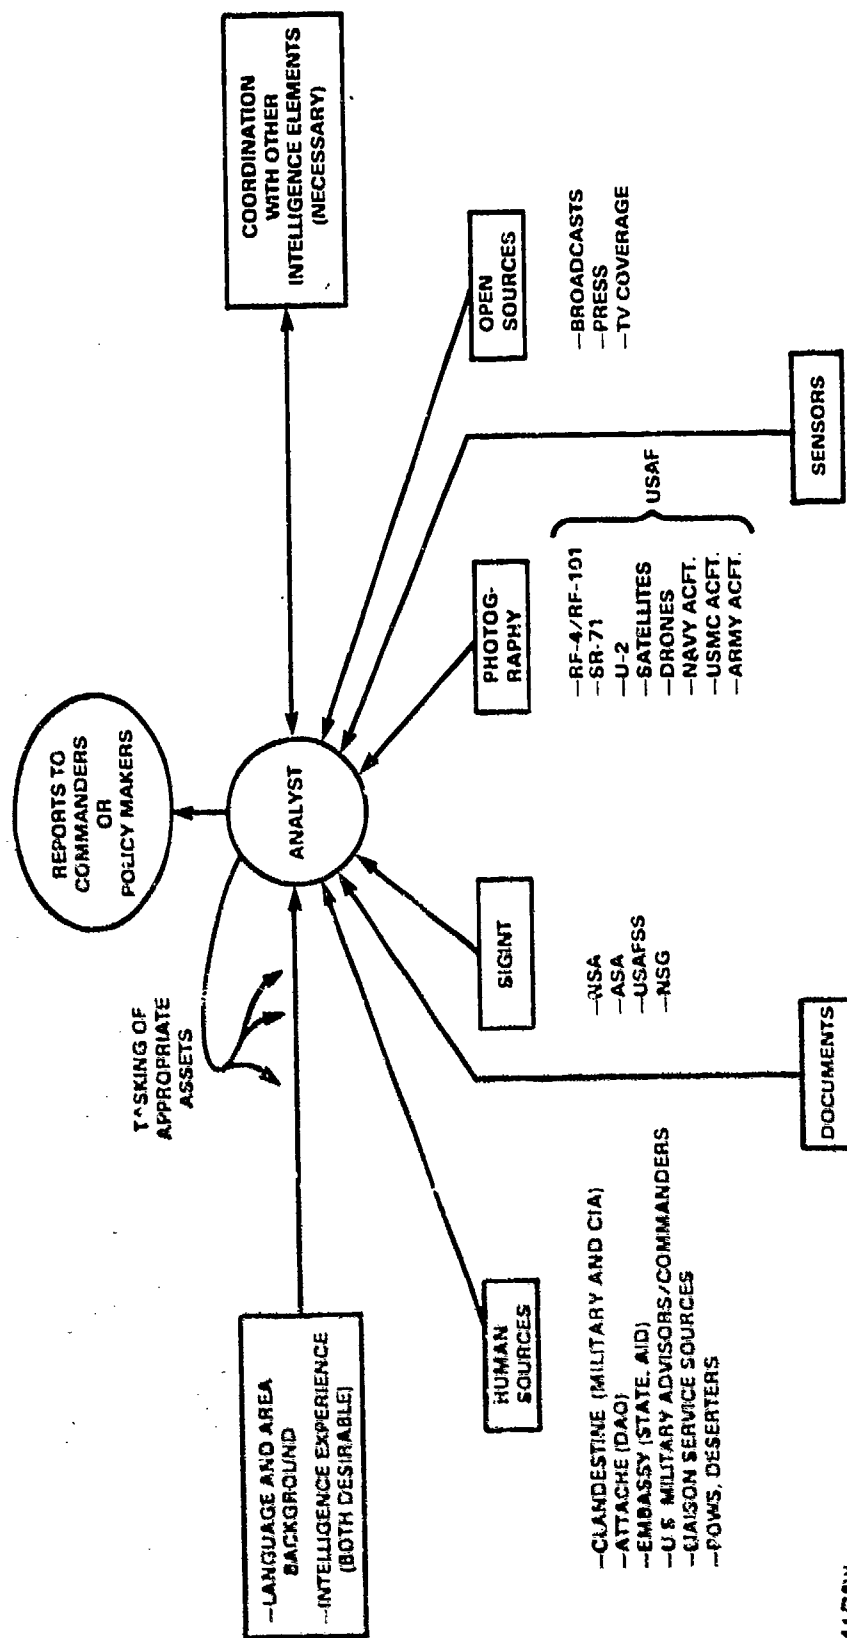 REPORTS TO
COMMANDERS
OR
POLICY MAKERS
T^SKING OF
APPROPRIATE
ASSETS
ANALYST
—LANGUAGE AND AREA
BACKGROUND
—INTELLIGENCE EXPERIENCE
(BOTH DESIRABLE)
COORDINATION
WITH OTHER
INTELLIGENCE ELEMENTS
(NECESSARY)
HUMAN
SOURCES
—CLANDESTINE (MILITARY AND CIA)
—ATTACHE (DAO)
—EMBASSY (STATE, AID)
—U.S. MILITARY ADVISORS/COMMANDERS
—LIAISON SERVICE SOURCES
—POWS, DESERTERS
DOCUMENTS
SIGINT
—NSA
—ASA
—USAFSS
—NSG
PHOTOG-
RAPHY
—RF-4/RF-101
—SR-71
—U-2
—SATELLITES
—DRONES
—NAVY ACFT.
—USMC ACFT.
—ARMY ACFT.
USAF
SENSORS
OPEN
SOURCES
—BROADCASTS
—PRESS
—TV COVERAGE